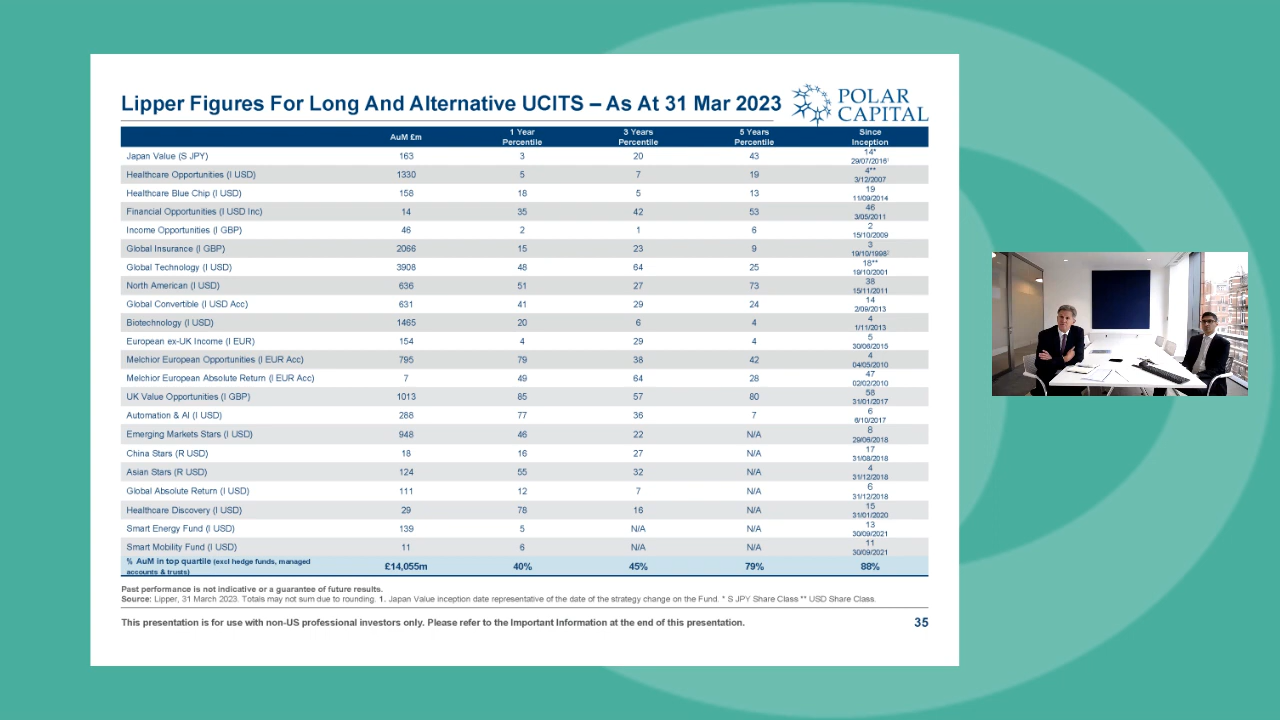 Lipper Figures For Long And Alternative UCITS – As At 31 Mar 2023
POLAR
CAPITAL
AuM £m 1 Year Percentile 3 Years Percentile 5 Years Percentile Since Inception
Japan Value (S JPY) 163 3 20 43 14* 29/07/2016¹
Healthcare Opportunities (I USD) 1330 5 7 19 4** 3/12/2007
Healthcare Blue Chip (I USD) 158 18 5 13 19 11/09/2014
Financial Opportunities (I USD Inc) 14 35 42 53 46 3/05/2011
Income Opportunities (I GBP) 46 2 1 6 2 15/10/2009
Global Insurance (I GBP) 2066 15 23 9 3 19/10/1998
Global Technology (I USD) 3908 48 64 25 18** 19/10/2001
North American (I USD) 636 51 27 73 38 15/11/2011
Global Convertible (I USD Acc) 631 41 29 24 14 2/09/2013
Biotechnology (I USD) 1465 20 6 4 4 1/11/2013
European ex-UK Income (I EUR) 154 4 29 4 5 30/06/2015
Melchior European Opportunities (I EUR Acc) 795 79 38 42 4 04/05/2010
Melchior European Absolute Return (I EUR Acc) 7 49 64 28 47 02/02/2010
UK Value Opportunities (I GBP) 1013 85 57 80 58 31/01/2017
Automation & AI (I USD) 288 77 36 7 6 6/10/2017
Emerging Markets Stars (I USD) 948 46 22 N/A 8 29/06/2018
China Stars (R USD) 18 16 27 N/A 17 31/08/2018
Asian Stars (R USD) 124 55 32 N/A 4 31/12/2018
Global Absolute Return (I USD) 111 12 7 N/A 6 31/12/2018
Healthcare Discovery (I USD) 29 78 16 N/A 15 31/01/2020
Smart Energy Fund (I USD) 139 5 N/A N/A 13 30/09/2021
Smart Mobility Fund (I USD) 11 6 N/A N/A 11 30/09/2021
% AuM in top quartile (excl hedge funds, managed accounts & trusts) £14,055m 40% 45% 79% 88%
Past performance is not indicative or a guarantee of future results.
Source: Lipper, 31 March 2023. Totals may not sum due to rounding. 1. Japan Value inception date representative of the date of the strategy change on the Fund. * S JPY Share Class ** USD Share Class.
This presentation is for use with non-US professional investors only. Please refer to the Important Information at the end of this presentation. 35